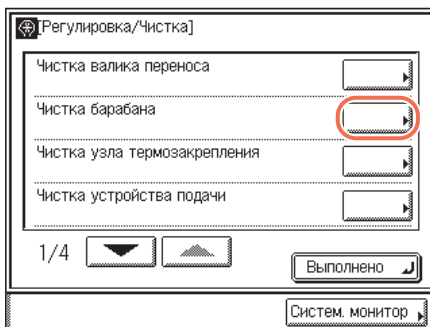 [Регулировка/Чистка]
Чистка валика переноса
Чистка барабана
Чистка узла термозакрепления
Чистка устройства подачи
1/4
Выполнено
Систем. монитор